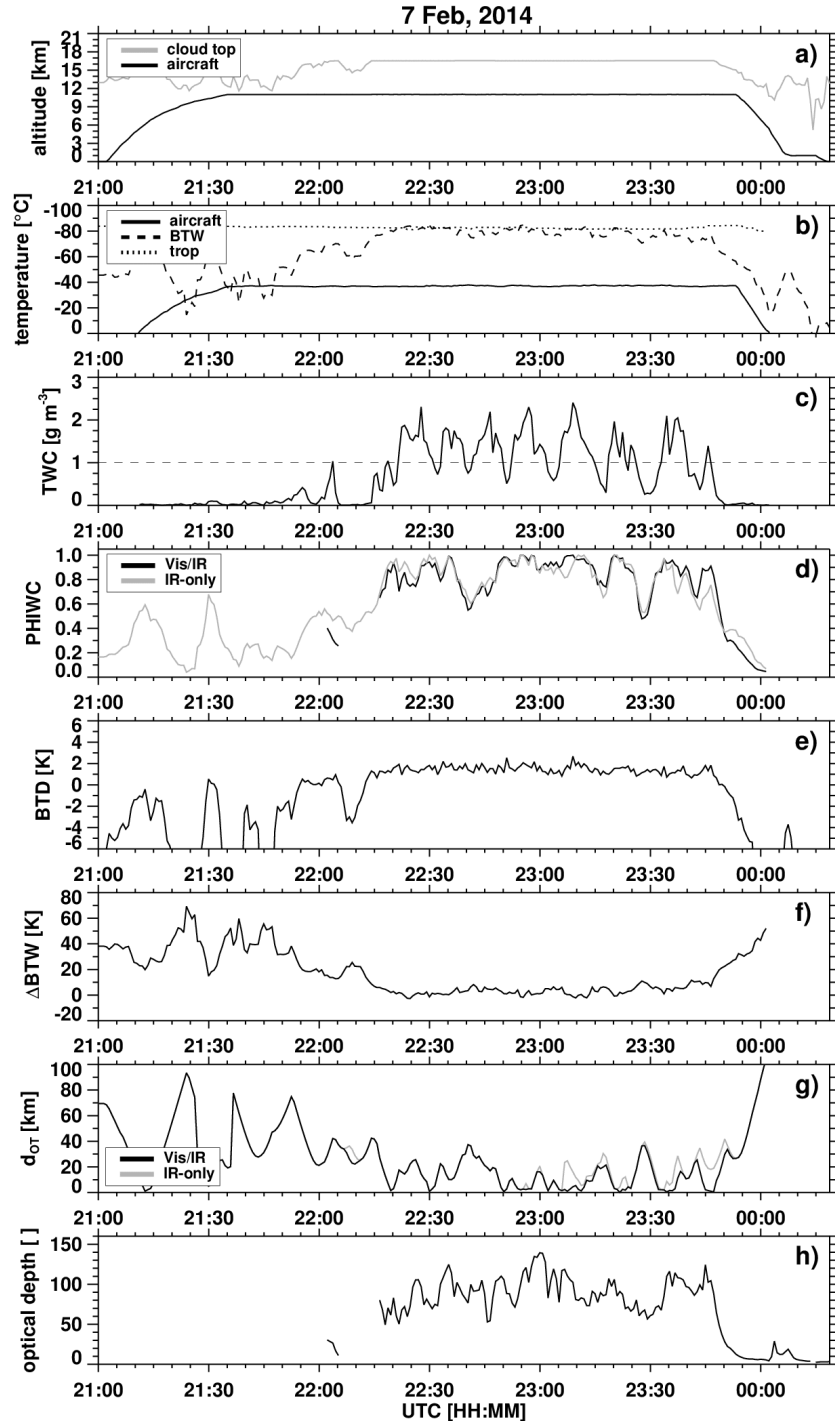 7 Feb, 2014
altitude [km]
21
18
15
12
9
6
3
0
cloud top
aircraft
a)
21:00 21:30 22:00 22:30 23:00 23:30 00:00
temperature [°C]
-100
-80
-60
-40
-20
0
aircraft
BTW
trop
b)
21:00 21:30 22:00 22:30 23:00 23:30 00:00
TWC [g m-3]
3
2
1
0
c)
21:00 21:30 22:00 22:30 23:00 23:30 00:00
PHIWC
1.0
0.8
0.6
0.4
0.2
0.0
Vis/IR
IR-only
d)
21:00 21:30 22:00 22:30 23:00 23:30 00:00
BTD [K]
6
4
2
0
-2
-4
-6
e)
21:00 21:30 22:00 22:30 23:00 23:30 00:00
ΔBTW [K]
80
60
40
20
0
-20
f)
21:00 21:30 22:00 22:30 23:00 23:30 00:00
dOT [km]
100
80
60
40
20
0
Vis/IR
IR-only
g)
21:00 21:30 22:00 22:30 23:00 23:30 00:00
optical depth [ ]
150
100
50
0
h)
21:00 21:30 22:00 22:30 23:00 23:30 00:00
UTC [HH:MM]